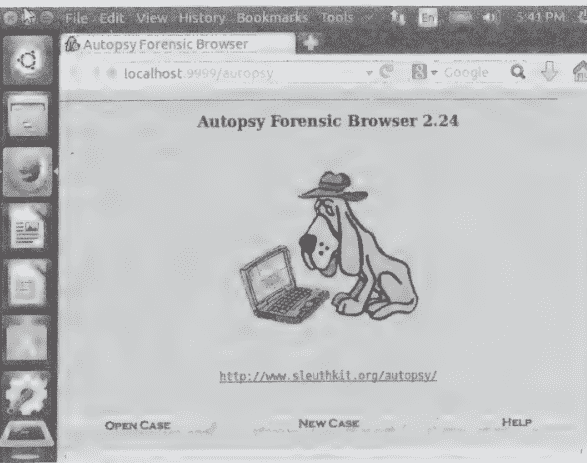 File Edit View History Bookmarks Tools En 5:41 PM
Autopsy Forensic Browser
localhost:9999/autopsy Google
Autopsy Forensic Browser 2.24
http://www.sleuthkit.org/autopsy/
OPEN CASE NEW CASE HELP